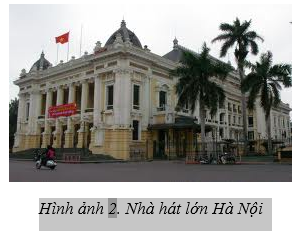 Hình ảnh 2. Nhà hát lớn Hà Nội